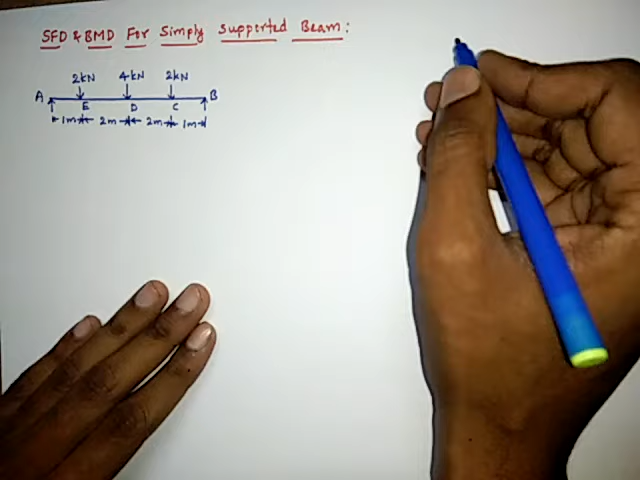 SFD & BMD For Simply Supported Beam:
2kN 4kN 2kN
A B
E D C
1m 2m 2m 1m